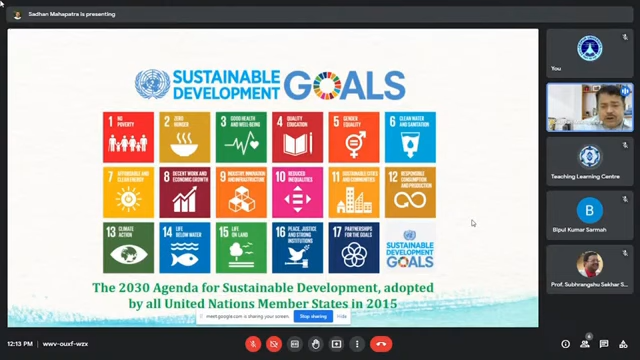 Sadhan Mahapatra is presenting
SUSTAINABLE
DEVELOPMENT
GOALS
1 NO
POVERTY
2 ZERO
HUNGER
3 GOOD HEALTH
AND WELL-BEING
4 QUALITY
EDUCATION
5 GENDER
EQUALITY
6 CLEAN WATER
AND SANITATION
7 AFFORDABLE AND
CLEAN ENERGY
8 DECENT WORK AND
ECONOMIC GROWTH
9 INDUSTRY, INNOVATION
AND INFRASTRUCTURE
10 REDUCED
INEQUALITIES
11 SUSTAINABLE CITIES
AND COMMUNITIES
12 RESPONSIBLE
CONSUMPTION
AND PRODUCTION
13 CLIMATE
ACTION
14 LIFE
BELOW WATER
15 LIFE
ON LAND
16 PEACE, JUSTICE
AND STRONG
INSTITUTIONS
17 PARTNERSHIPS
FOR THE GOALS
SUSTAINABLE
DEVELOPMENT
GOALS
The 2030 Agenda for Sustainable Development, adopted
by all United Nations Member States in 2015
meet.google.com is sharing your screen.
Stop sharing
Hide
You
Teaching Learning Centre
B
Bipul Kumar Sarmah
Prof. Subhrangshu Sekhar S...
12:13 PM
wwv-ouxf-wzx
6